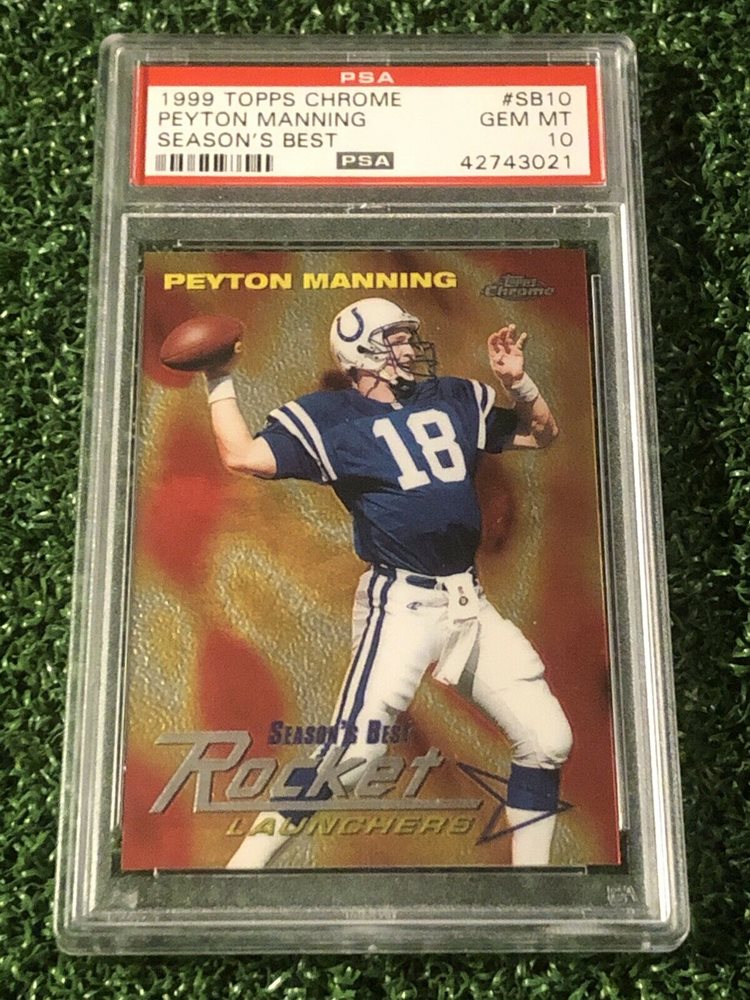 PSA
1999 TOPPS CHROME #SB10
PEYTON MANNING GEM MT
SEASON'S BEST 10
PSA 42743021
PEYTON MANNING
Topps
Chrome
18
SEASON'S BEST
Rocket
LAUNCHERS